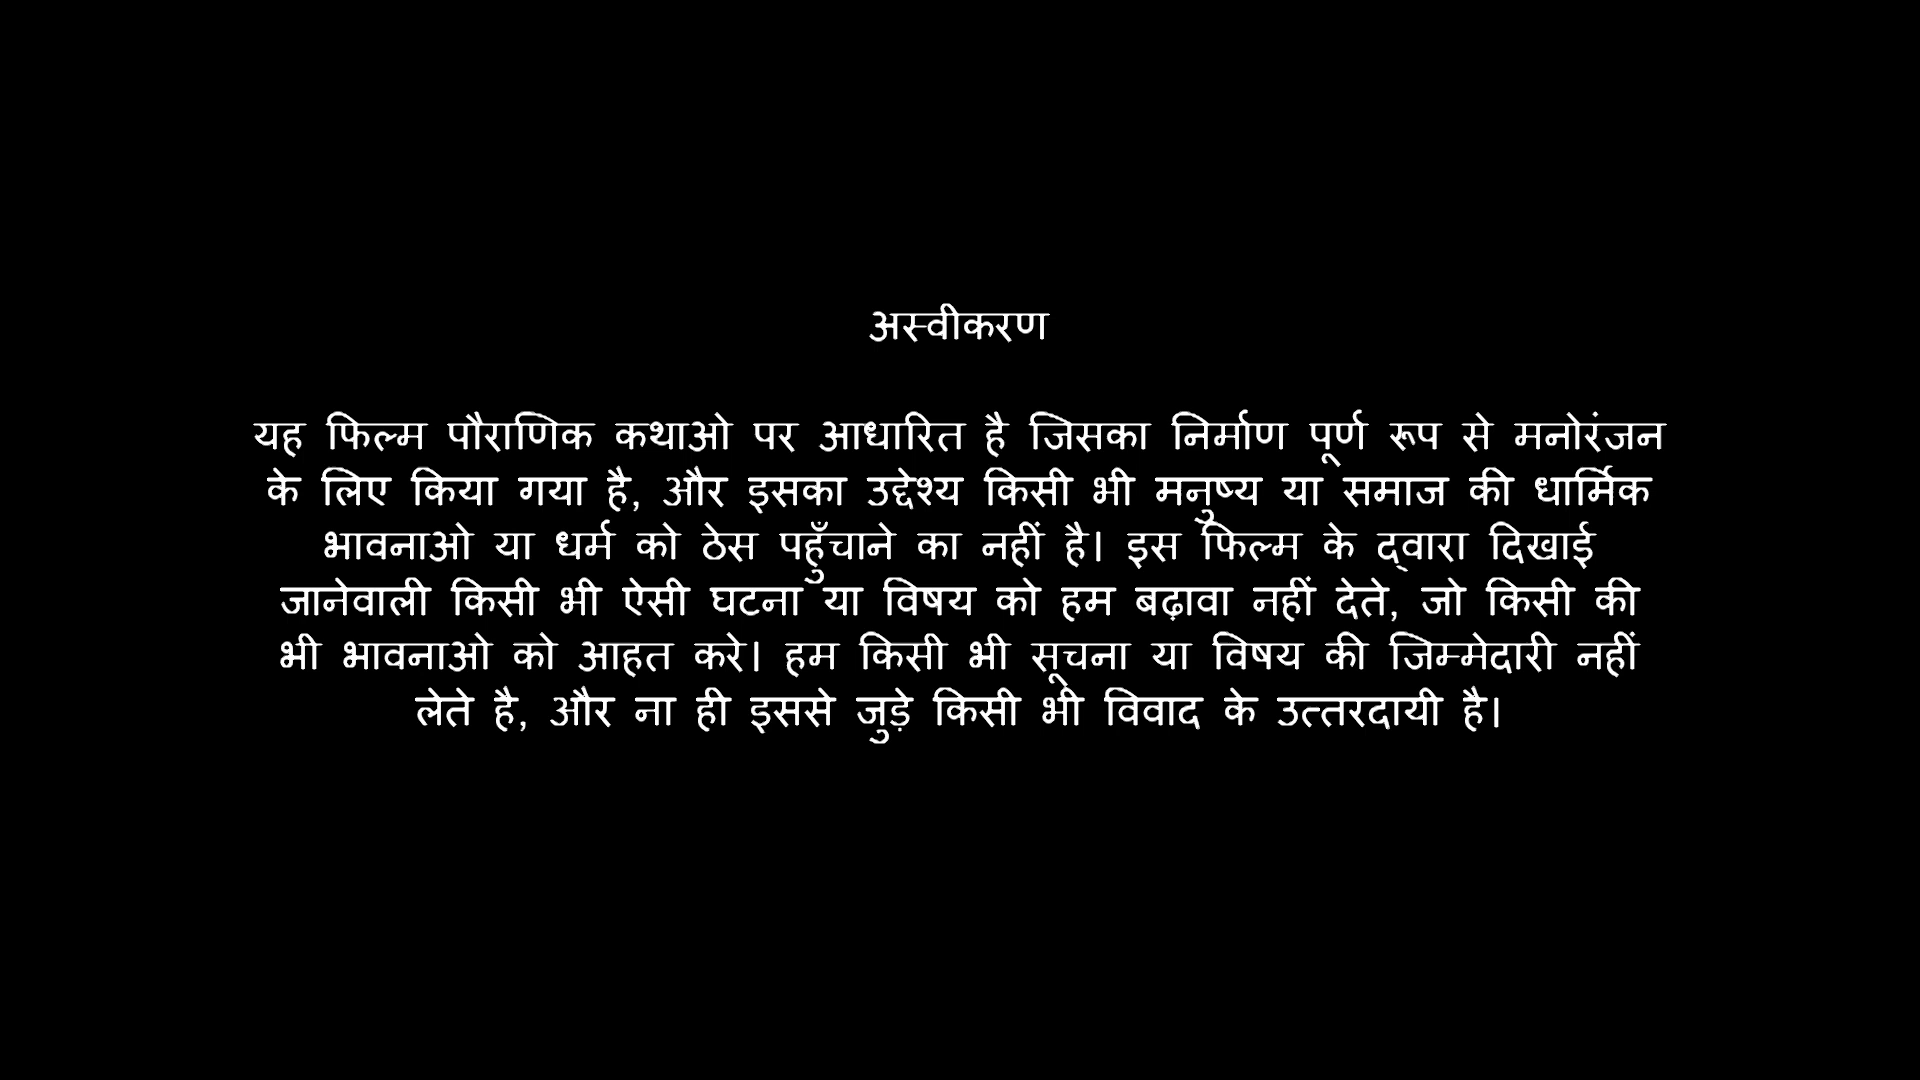 अस्वीकरण
यह फिल्म पौराणिक कथाओ पर आधारित है जिसका निर्माण पूर्ण रूप से मनोरंजन
के लिए किया गया है, और इसका उद्देश्य किसी भी मनुष्य या समाज की धार्मिक
भावनाओ या धर्म को ठेस पहुँचाने का नहीं है। इस फिल्म के द्वारा दिखाई
जानेवाली किसी भी ऐसी घटना या विषय को हम बढ़ावा नहीं देते, जो किसी की
भी भावनाओ को आहत करे। हम किसी भी सूचना या विषय की जिम्मेदारी नहीं
लेते है, और ना ही इससे जुड़े किसी भी विवाद के उत्तरदायी है।